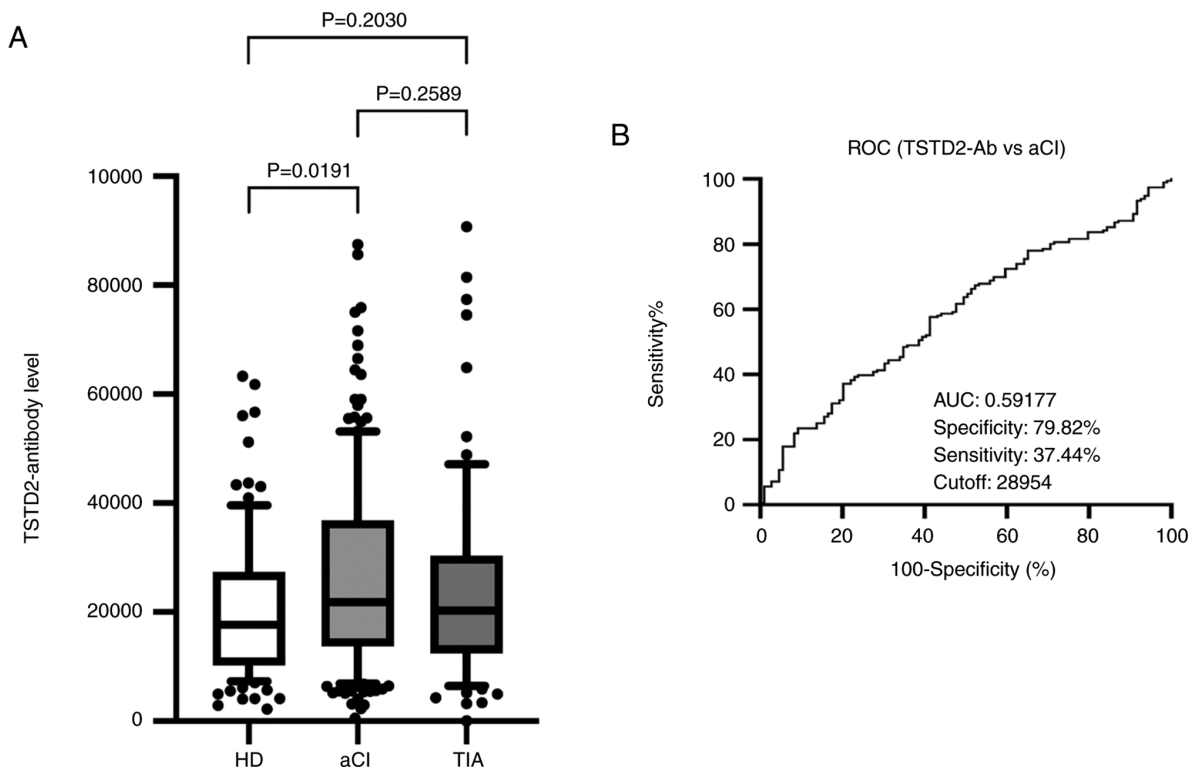 A
P=0.2030
P=0.2589
P=0.0191
TSTD2-antibody level
10000
80000
60000
40000
20000
0
HD
aCI
TIA
B
ROC (TSTD2-Ab vs aCI)
Sensitivity%
100
80
60
40
20
0
AUC: 0.59177
Specificity: 79.82%
Sensitivity: 37.44%
Cutoff: 28954
0
20
40
60
80
100
100-Specificity (%)